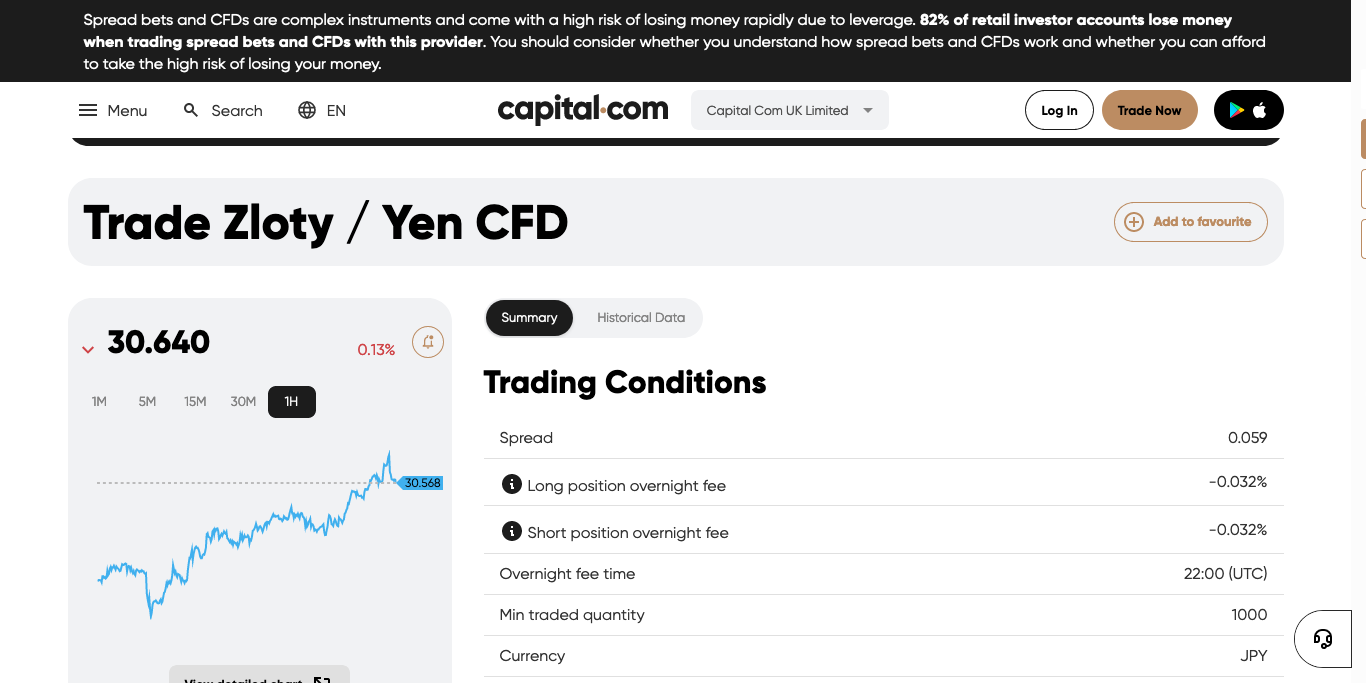 Spread bets and CFDs are complex instruments and come with a high risk of losing money rapidly due to leverage. 82% of retail investor accounts lose money
when trading spread bets and CFDs with this provider. You should consider whether you understand how spread bets and CFDs work and whether you can afford
to take the high risk of losing your money.
Menu Search EN capital.com Capital Com UK Limited Log In Trade Now
Trade Zloty / Yen CFD Add to favourite
30.640 0.13%
1M 5M 15M 30M 1H
30.568
View detailed chart
Summary Historical Data
Trading Conditions
Spread 0.059
Long position overnight fee -0.032%
Short position overnight fee -0.032%
Overnight fee time 22:00 (UTC)
Min traded quantity 1000
Currency JPY